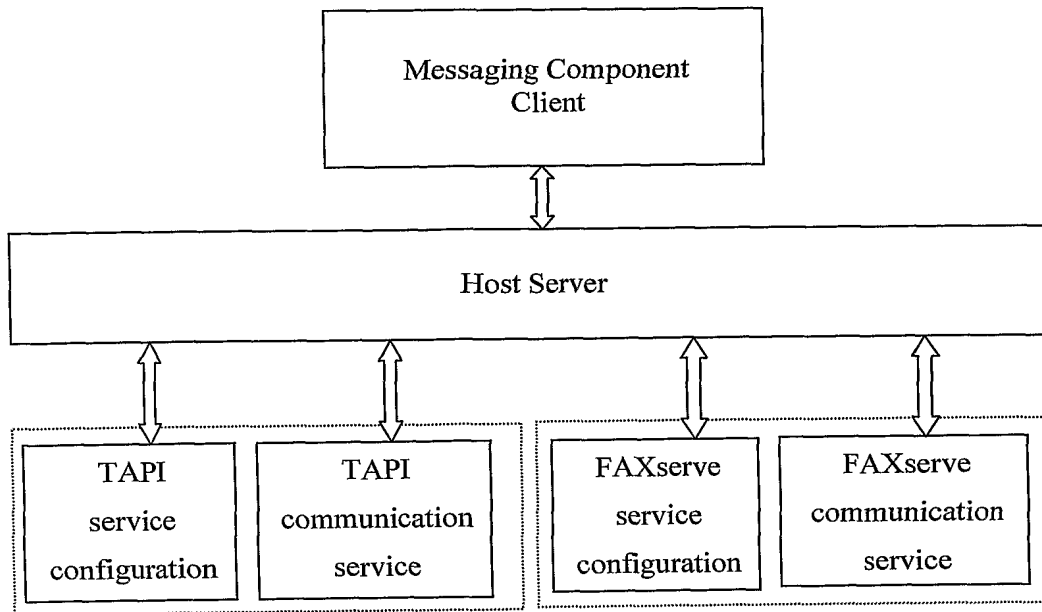 Messaging Component
Client
Host Server
TAPI
service
configuration
TAPI
communication
service
FAXserve
service
configuration
FAXserve
communication
service